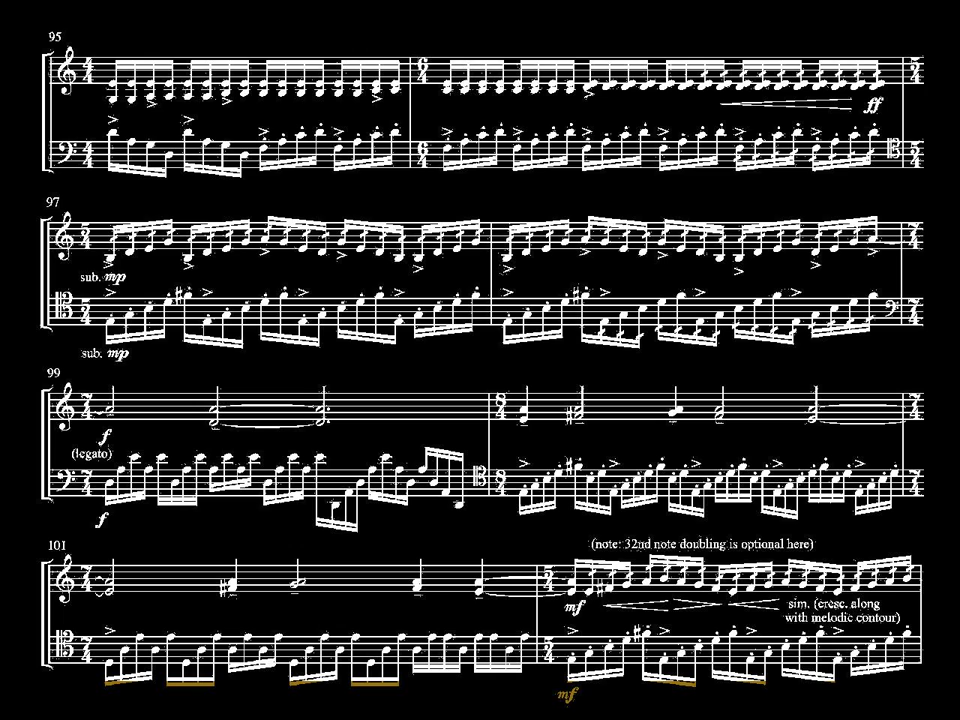 95
ff
97
sub. mp
sub. mp
99
f
(legato)
f
101
(note: 32nd note doubling is optional here)
mf
sim. (cresc. along
with melodic contour)
mf